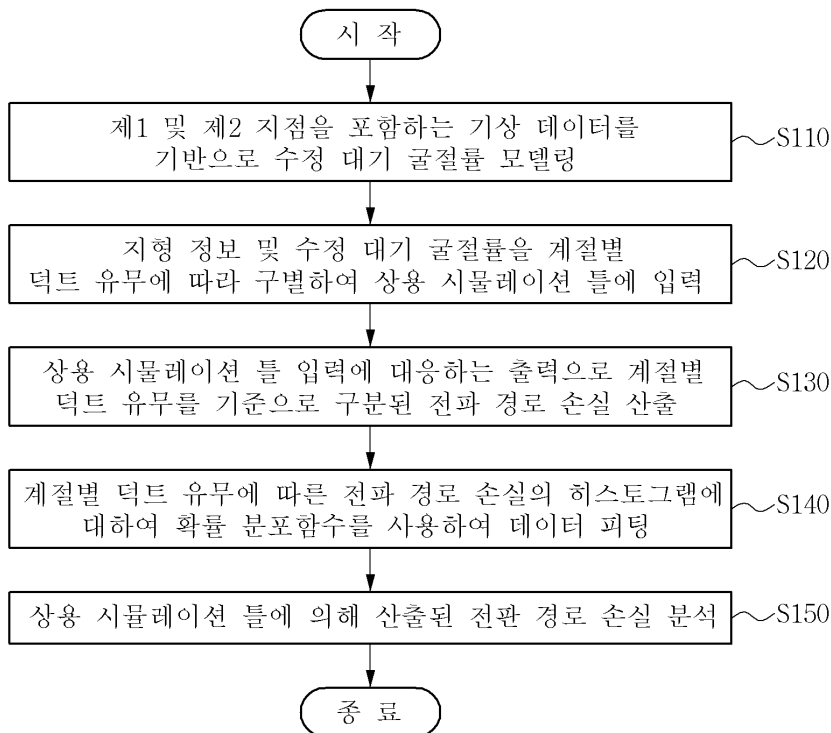 시 작
제1 및 제2 지점을 포함하는 기상 데이터를
기반으로 수정 대기 굴절률 모델링
S110
지형 정보 및 수정 대기 굴절률을 계절별
덕트 유무에 따라 구별하여 상용 시물레이션 틀에 입력
S120
상용 시물레이션 틀 입력에 대응하는 출력으로 계절별
덕트 유무를 기준으로 구분된 전파 경로 손실 산출
S130
계절별 덕트 유무에 따른 전파 경로 손실의 히스토그램에
대하여 확률 분포함수를 사용하여 데이터 피팅
S140
상용 시뮬레이션 틀에 의해 산출된 전판 경로 손실 분석
S150
종 료